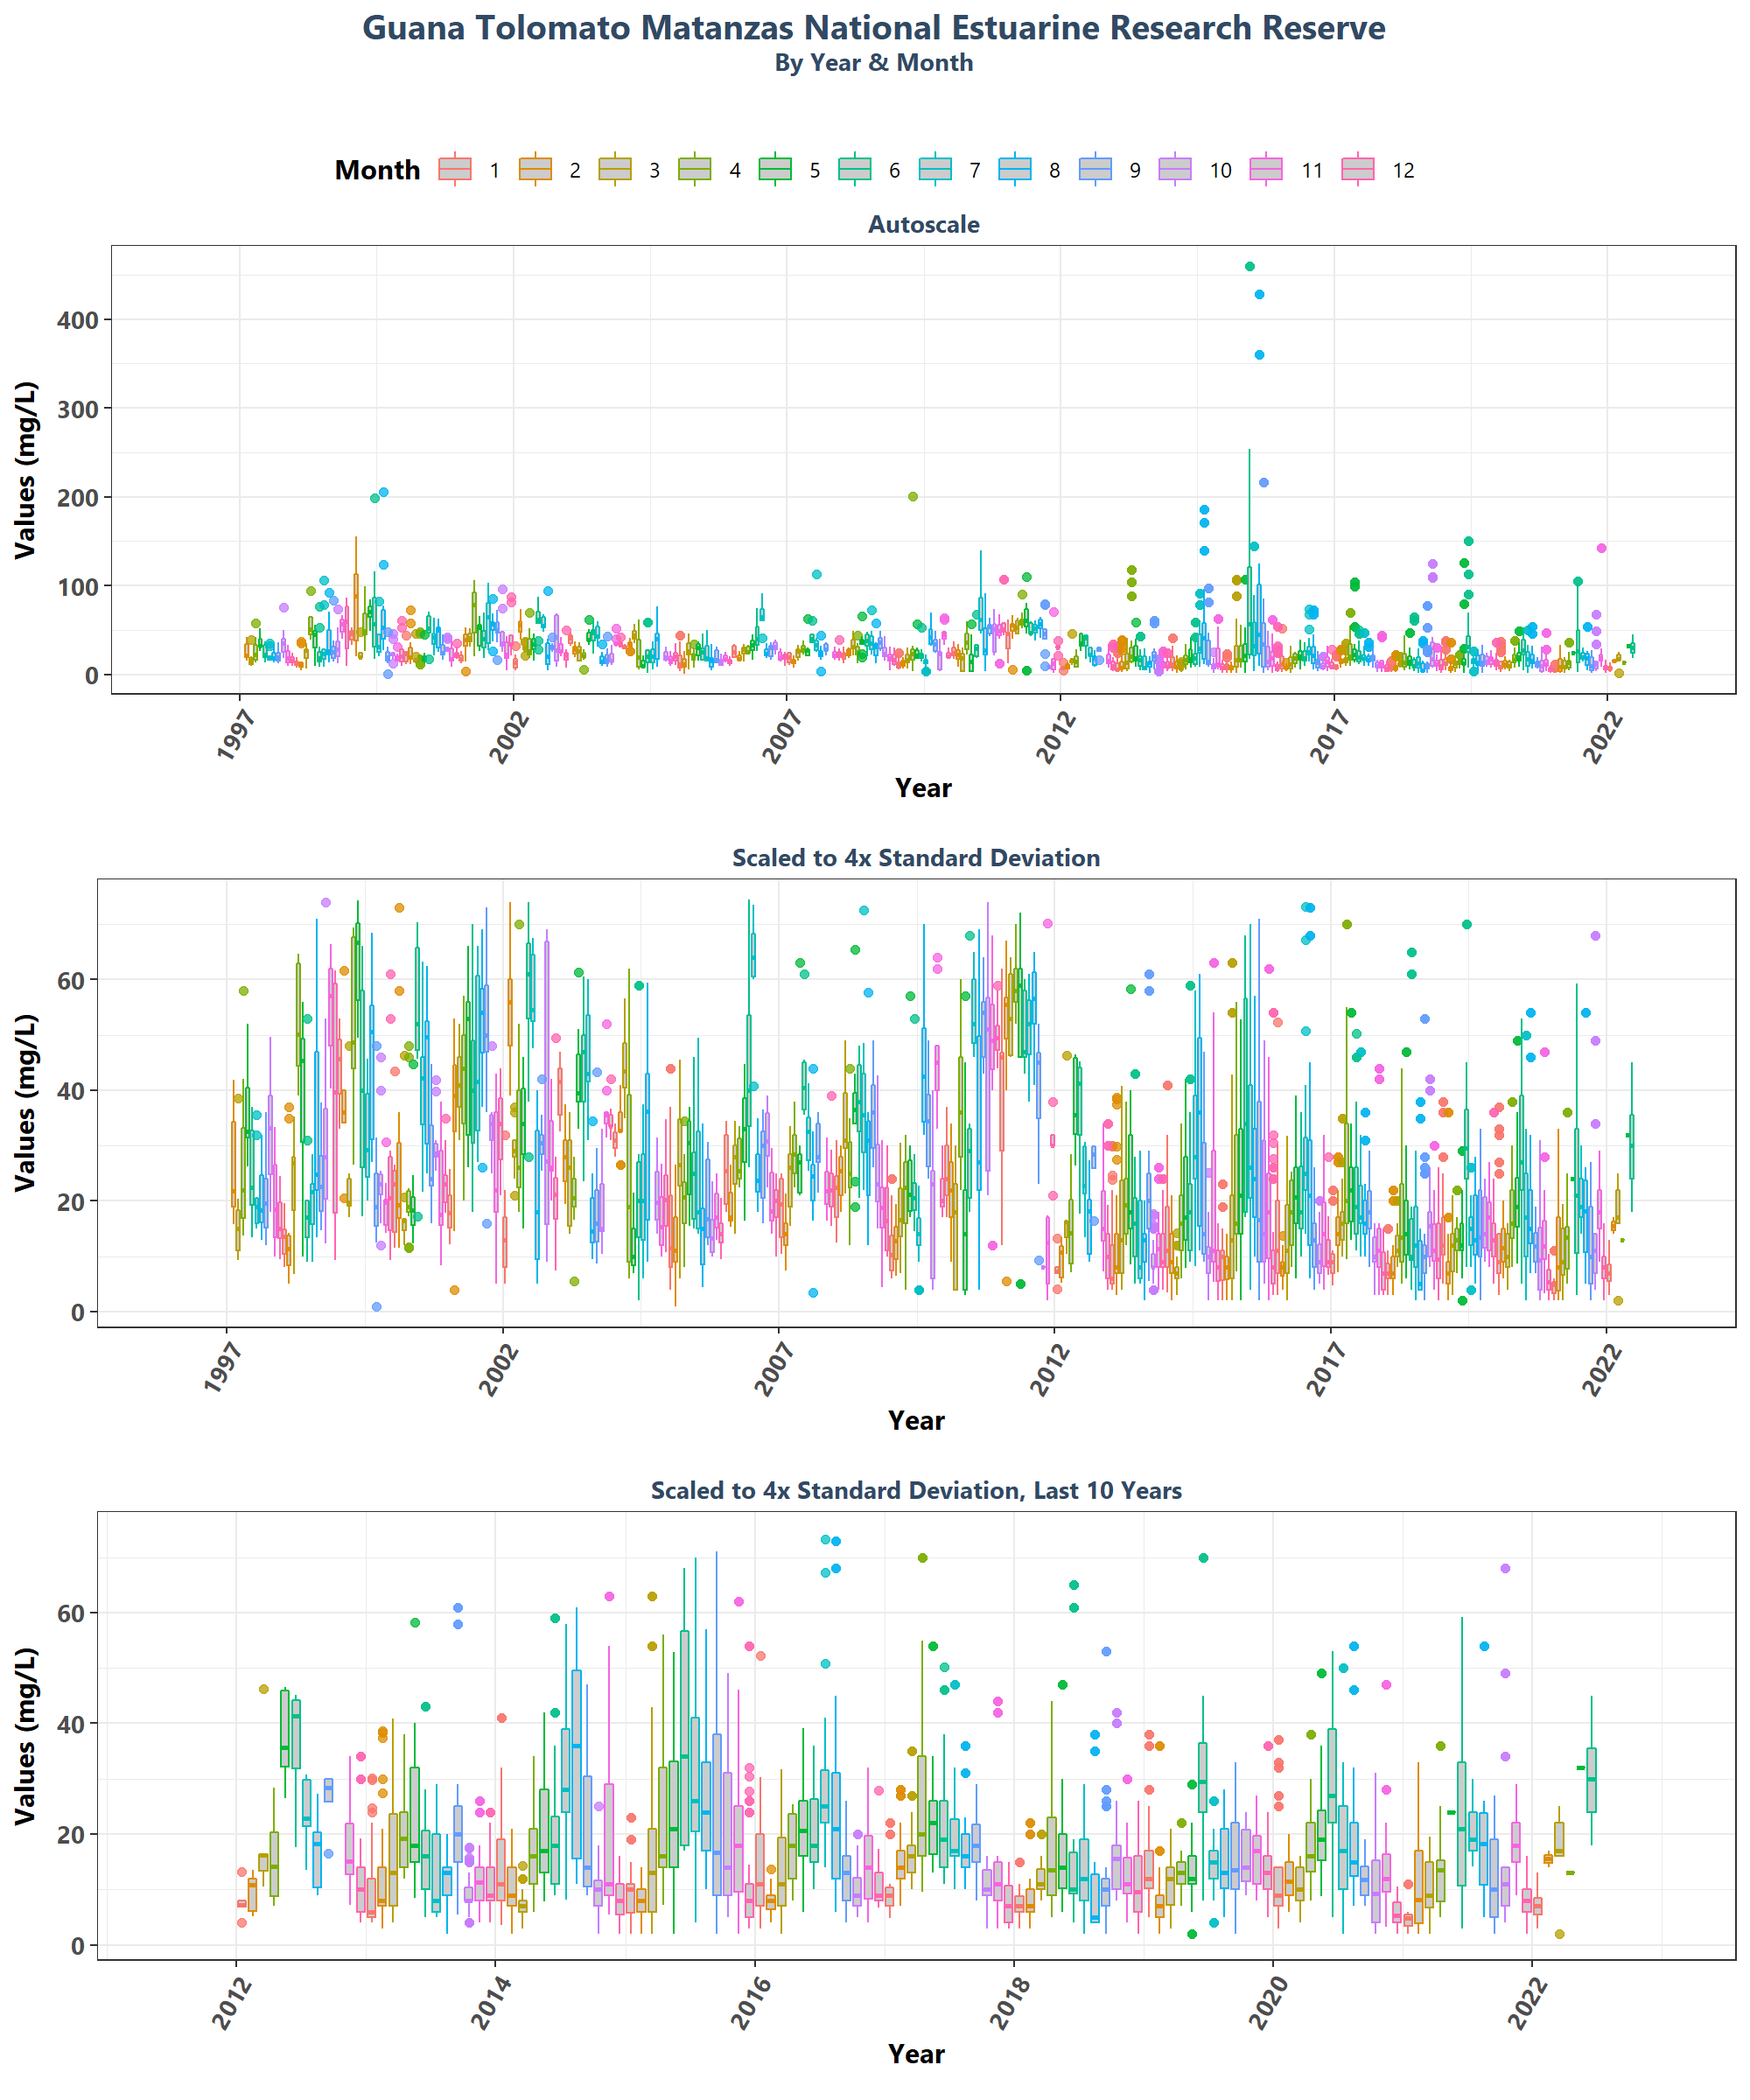 Guana Tolomato Matanzas National Estuarine Research Reserve
By Year & Month
Month 1 2 3 4 5 6 7 8 9 10 11 12
Autoscale
Values (mg/L)
400
300
200
100
0
1997 2002 2007 2012 2017 2022
Year
Scaled to 4x Standard Deviation
Values (mg/L)
60
40
20
0
1997 2002 2007 2012 2017 2022
Year
Scaled to 4x Standard Deviation, Last 10 Years
Values (mg/L)
60
40
20
0
2012 2014 2016 2018 2020 2022
Year